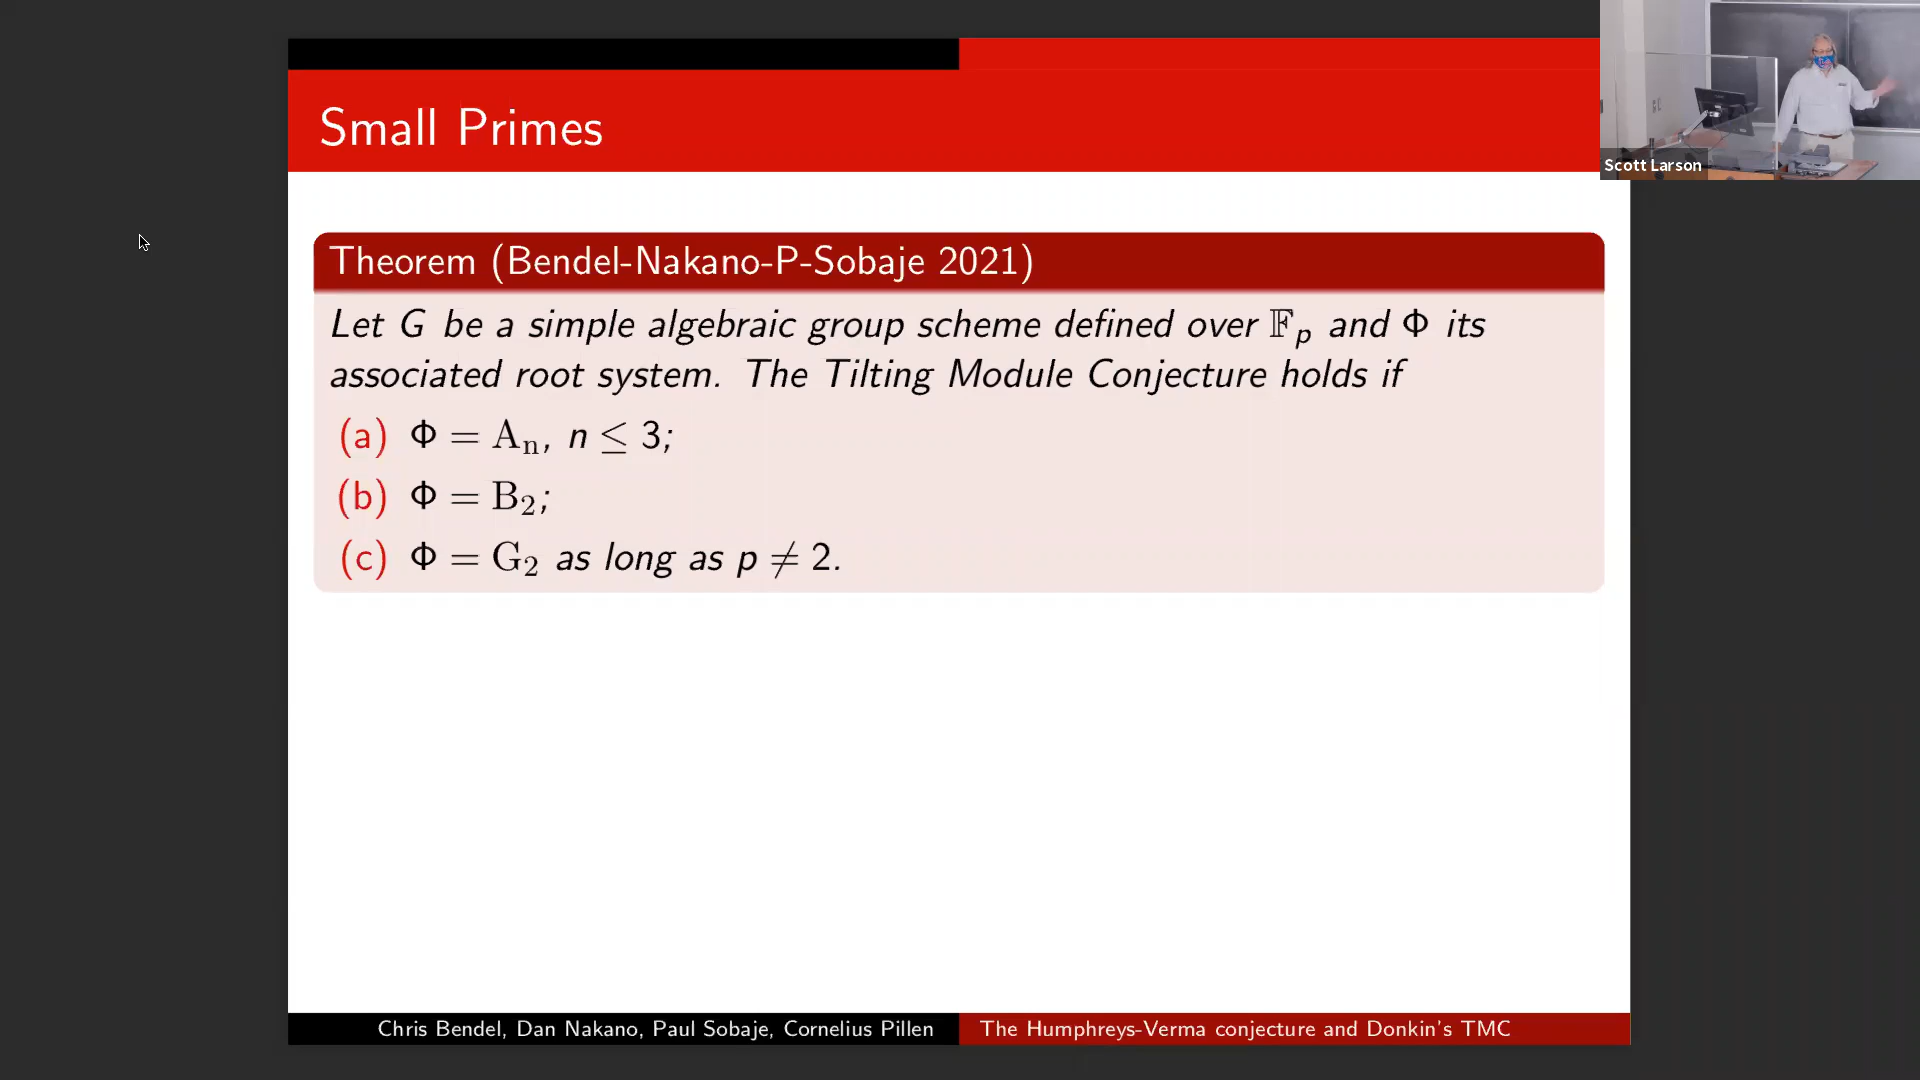 Small Primes
Scott Larson
Theorem (Bendel-Nakano-P-Sobaje 2021)
Let G be a simple algebraic group scheme defined over 𝔽ₚ and Φ its
associated root system. The Tilting Module Conjecture holds if
(a) Φ = Aₙ, n ≤ 3;
(b) Φ = B₂;
(c) Φ = G₂ as long as p ≠ 2.
Chris Bendel, Dan Nakano, Paul Sobaje, Cornelius Pillen
The Humphreys-Verma conjecture and Donkin's TMC